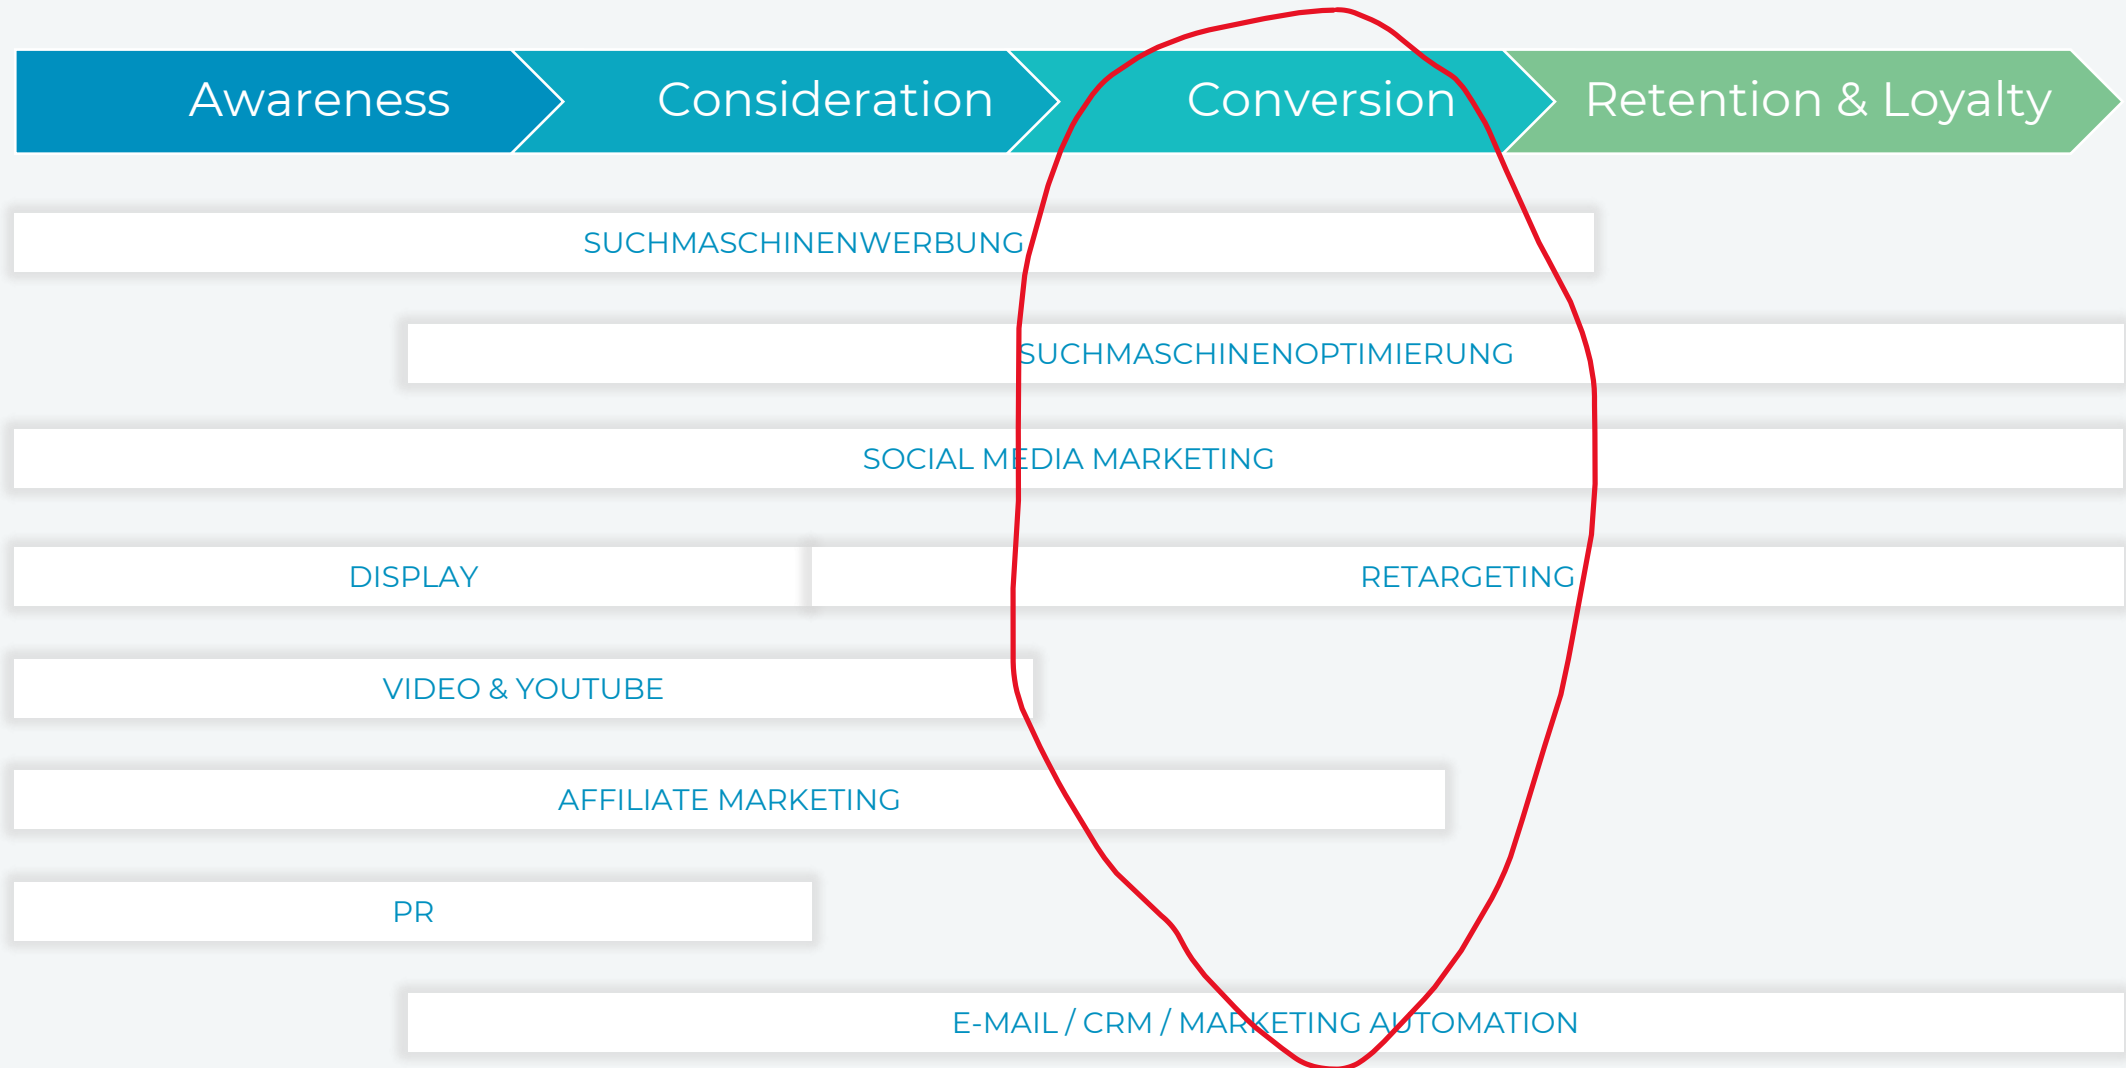 Awareness
Consideration
Conversion
Retention & Loyalty
SUCHMASCHINENWERBUNG
SUCHMASCHINENOPTIMIERUNG
SOCIAL MEDIA MARKETING
DISPLAY
RETARGETING
VIDEO & YOUTUBE
AFFILIATE MARKETING
PR
E-MAIL / CRM / MARKETING AUTOMATION